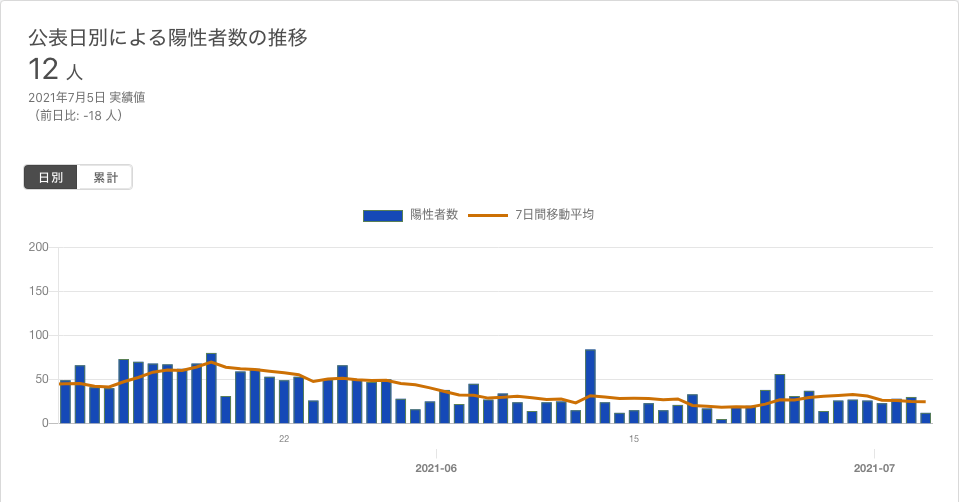 公表日別による陽性者数の推移
12 人
2021年7月5日 実績値
（前日比: -18 人）
日別 累計
陽性者数 7日間移動平均
200
150
100
50
0
22 15
2021-06 2021-07